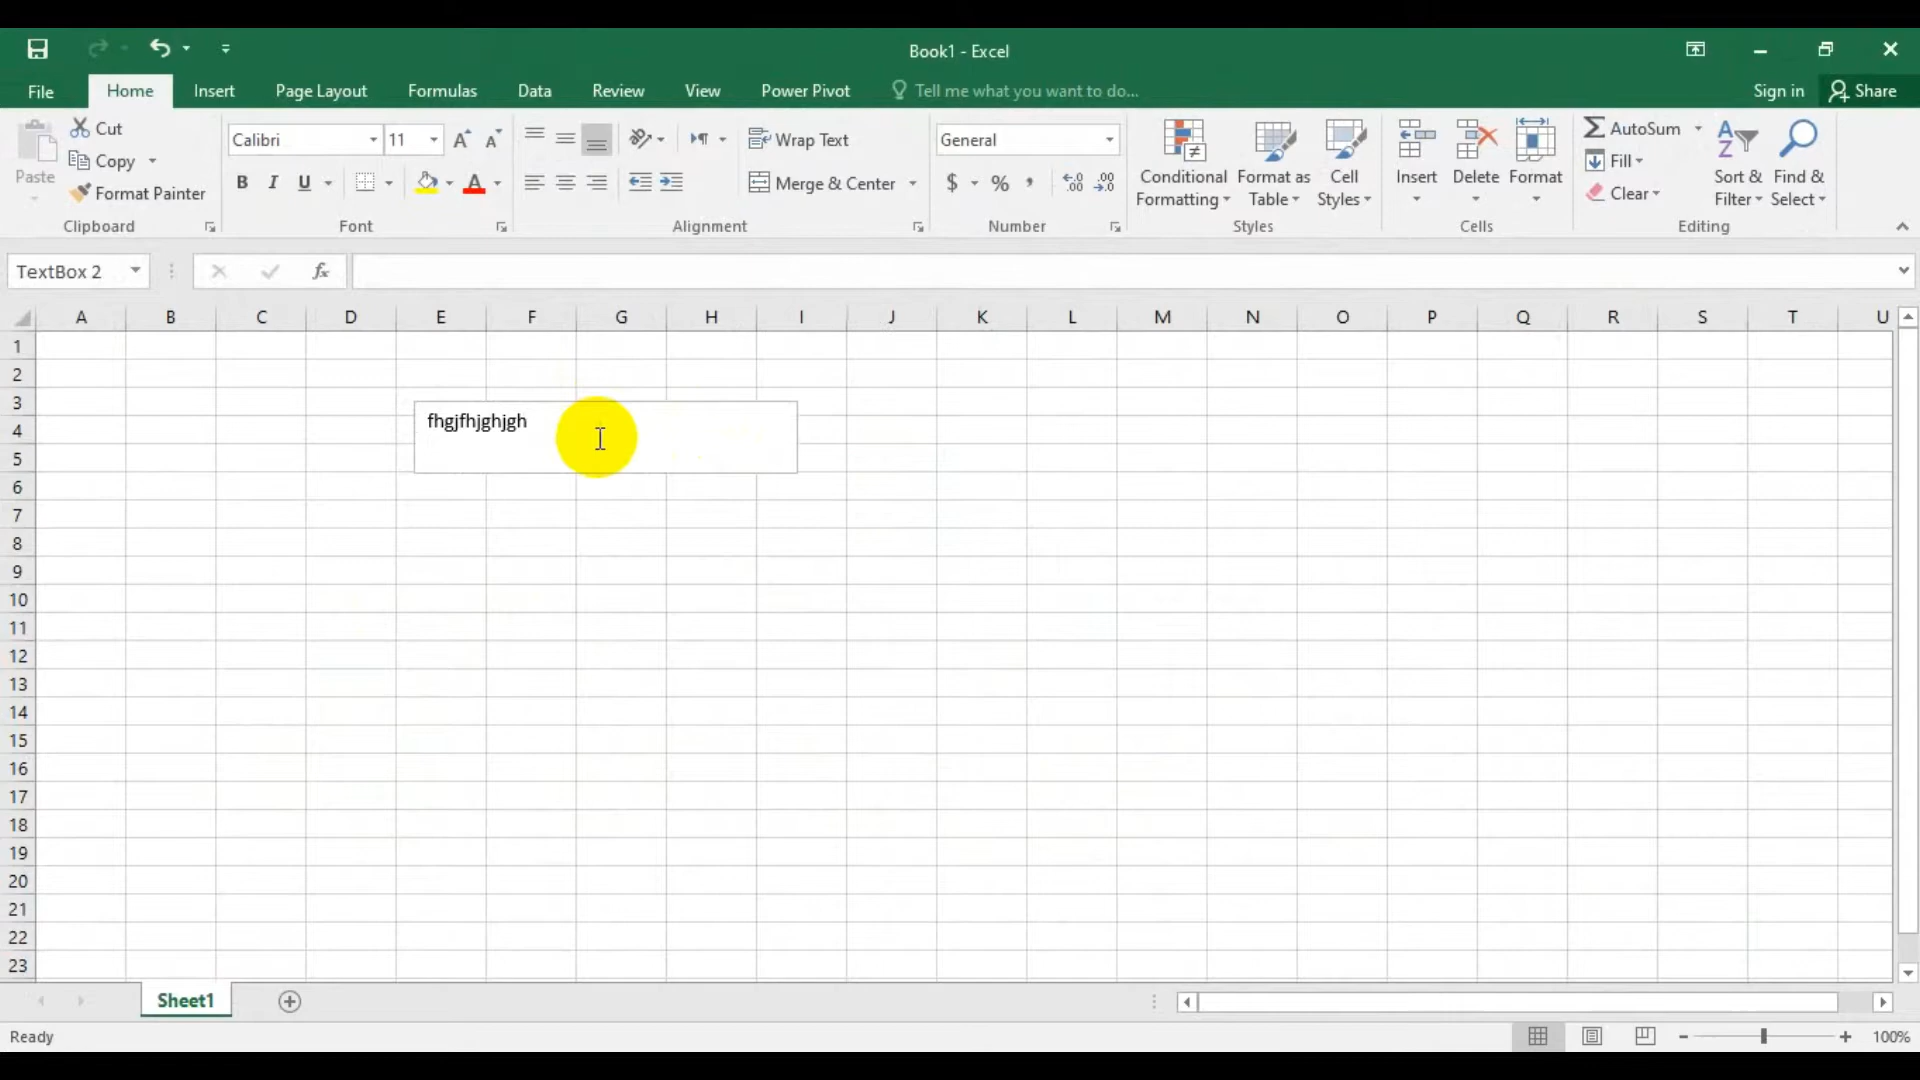 Book1 - Excel
File Home Insert Page Layout Formulas Data Review View Power Pivot Tell me what you want to do... Sign in Share
Paste
Cut
Copy
Format Painter
Clipboard
Calibri 11
B I U A
Font
Wrap Text
Merge & Center
Alignment
General
$ % , .00 .0
Number
Conditional Formatting
Format as Table
Cell Styles
Styles
Insert Delete Format
Cells
AutoSum
Fill
Clear
Sort & Filter
Find & Select
Editing
TextBox 2 fx
A B C D E F G H I J K L M N O P Q R S T U
1
2
3
fhgjfhjghjgh
4
5
6
7
8
9
10
11
12
13
14
15
16
17
18
19
20
21
22
23
Sheet1
Ready 100%